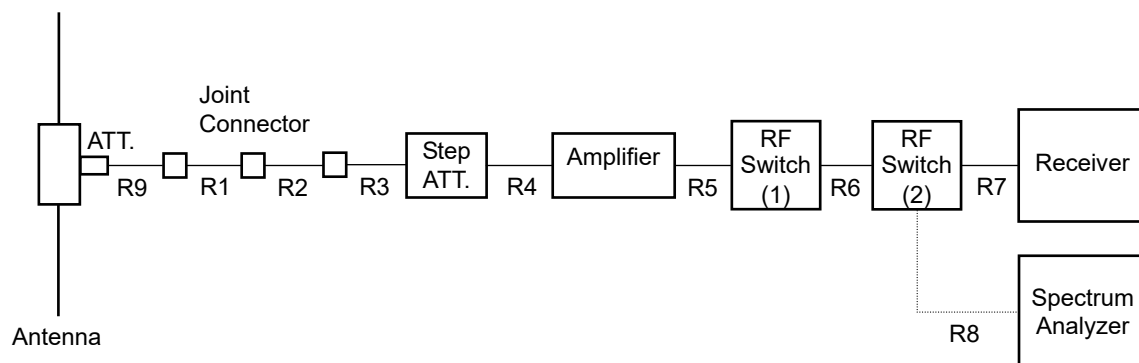 Joint
Connector
ATT.
R9
R1
R2
R3
Step
ATT.
R4
Amplifier
R5
RF
Switch
(1)
R6
RF
Switch
(2)
R7
Receiver
Spectrum
Analyzer
R8
Antenna